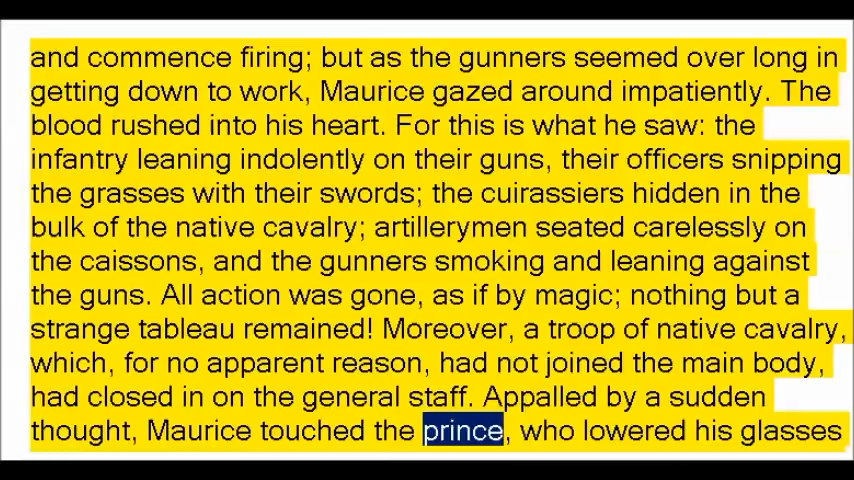 and commence firing; but as the gunners seemed over long in
getting down to work, Maurice gazed around impatiently. The
blood rushed into his heart. For this is what he saw: the
infantry leaning indolently on their guns, their officers snipping
the grasses with their swords; the cuirassiers hidden in the
bulk of the native cavalry; artillerymen seated carelessly on
the caissons, and the gunners smoking and leaning against
the guns. All action was gone, as if by magic; nothing but a
strange tableau remained! Moreover, a troop of native cavalry,
which, for no apparent reason, had not joined the main body,
had closed in on the general staff. Appalled by a sudden
thought, Maurice touched the prince, who lowered his glasses